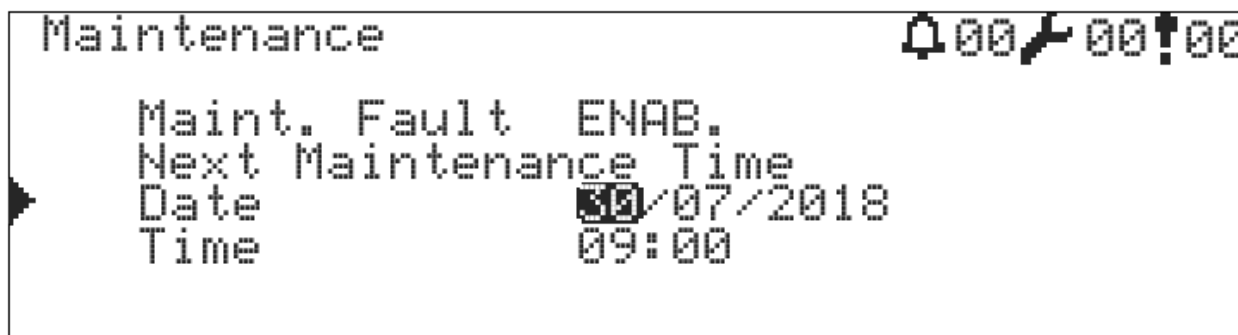 Maintenance 00 00 00
Maint. Fault ENAB.
Next Maintenance Time
Date 30/07/2018
Time 09:00